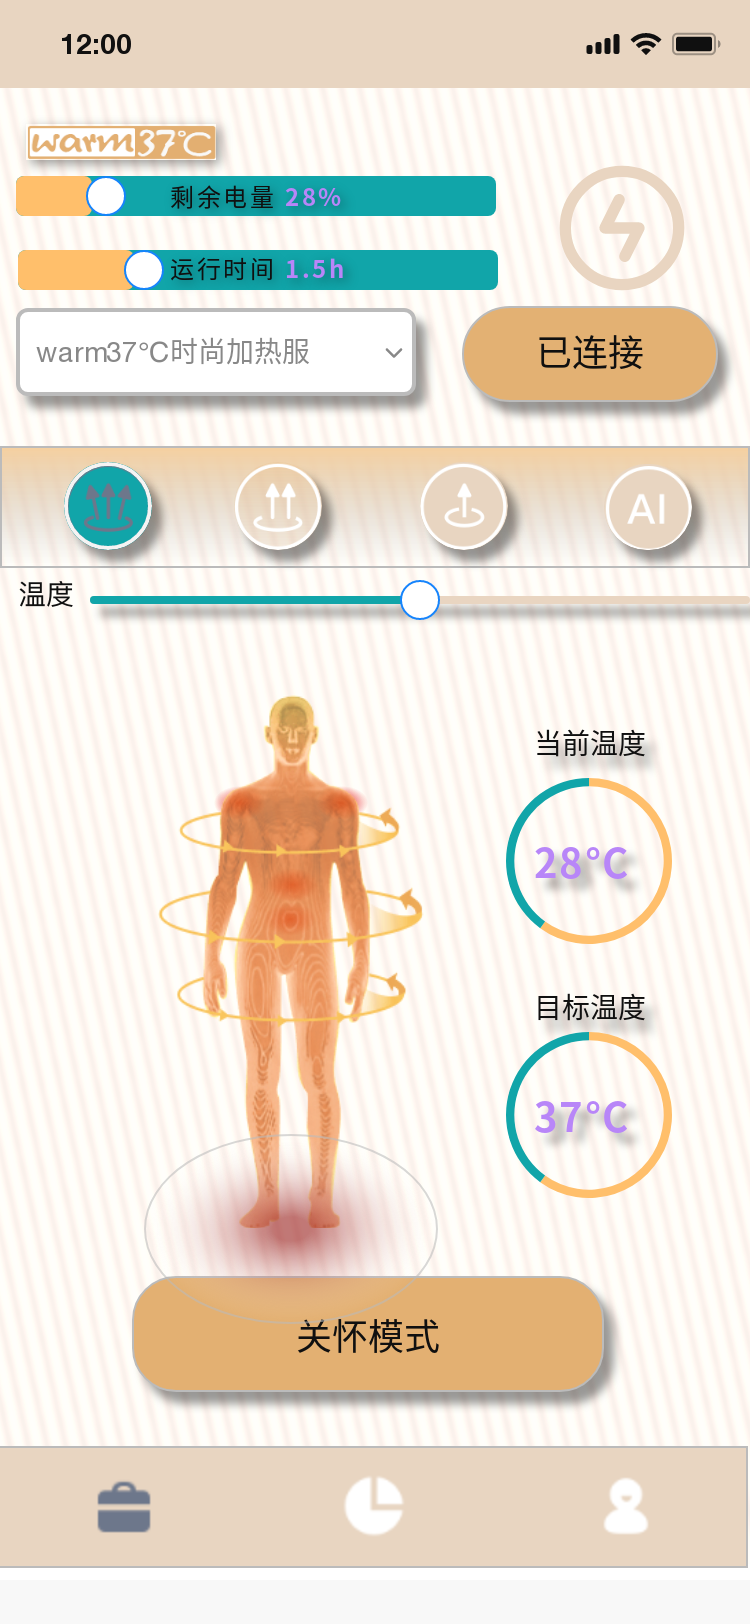 12:00
warm37℃
剩余电量 28%
运行时间 1.5h
warm37℃时尚加热服
已连接
AI
温度
当前温度
28°C
目标温度
37°C
关怀模式